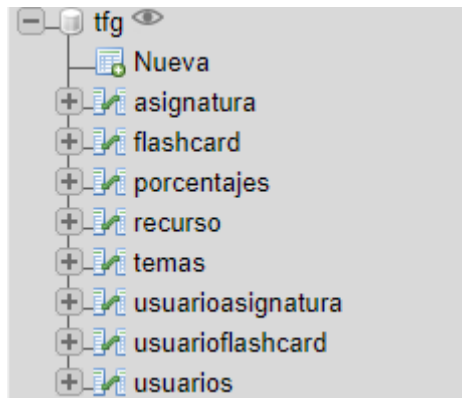 tfg
Nueva
asignatura
flashcard
porcentajes
recurso
temas
usuarioasignatura
usuarioflashcard
usuarios